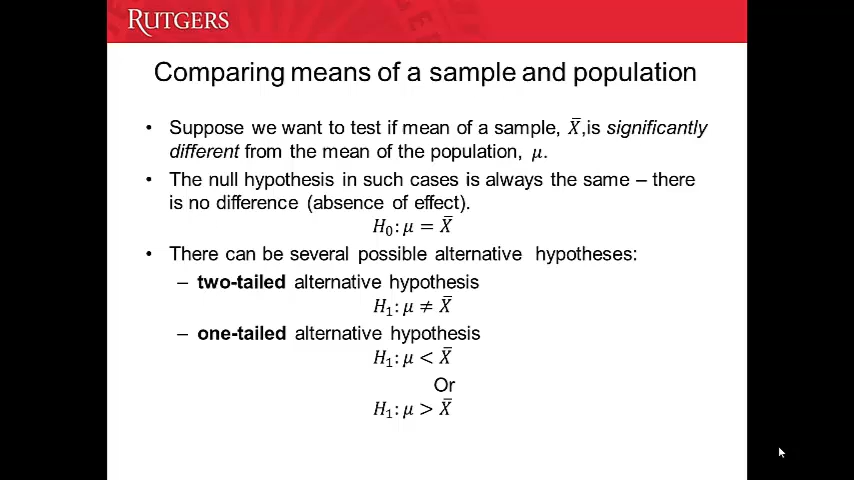 RUTGERS
Comparing means of a sample and population
• Suppose we want to test if mean of a sample, X̄,is significantly
different from the mean of the population, μ.
• The null hypothesis in such cases is always the same – there
is no difference (absence of effect).
H₀: μ = X̄
• There can be several possible alternative hypotheses:
– two-tailed alternative hypothesis
H₁: μ ≠ X̄
– one-tailed alternative hypothesis
H₁: μ < X̄
Or
H₁: μ > X̄